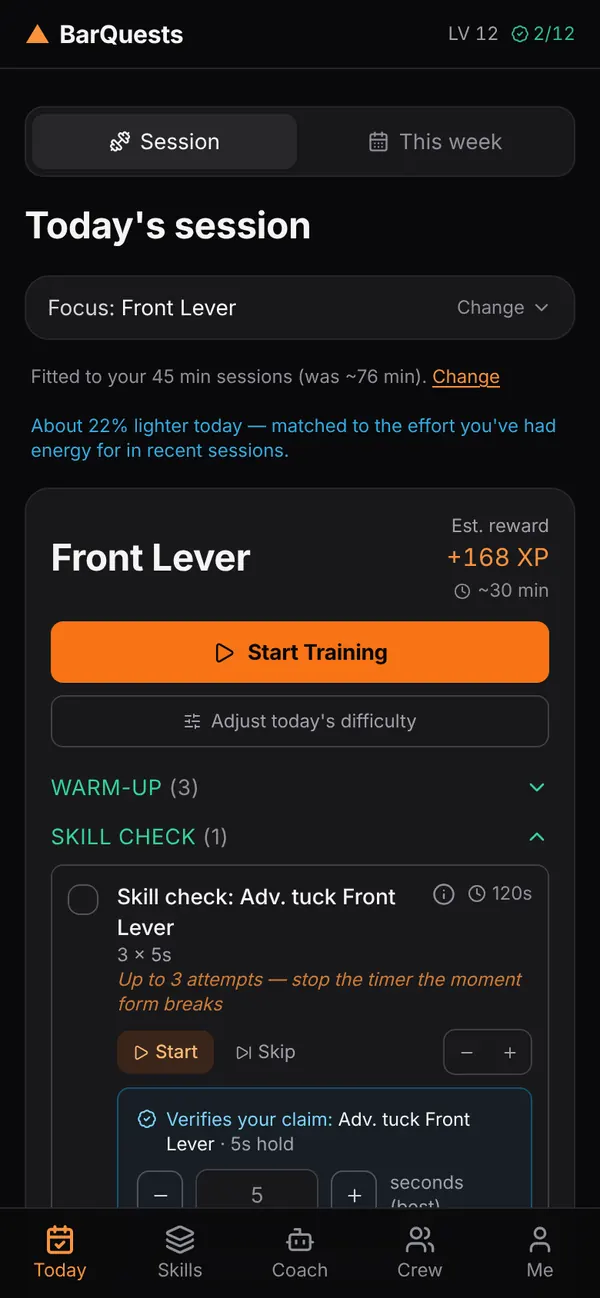 BarQuests
LV 12
2/12
Session
This week
Today's session
Focus: Front Lever
Change
Fitted to your 45 min sessions (was ~76 min). Change
About 22% lighter today — matched to the effort you've had
energy for in recent sessions.
Est. reward
Front Lever
+168 XP
~30 min
Start Training
Adjust today's difficulty
WARM-UP (3)
SKILL CHECK (1)
Skill check: Adv. tuck Front
Lever
120s
3 × 5s
Up to 3 attempts — stop the timer the moment
form breaks
Start
Skip
− +
Verifies your claim: Adv. tuck Front
Lever · 5s hold
− 5 +
seconds
(best)
Today
Skills
Coach
Crew
Me